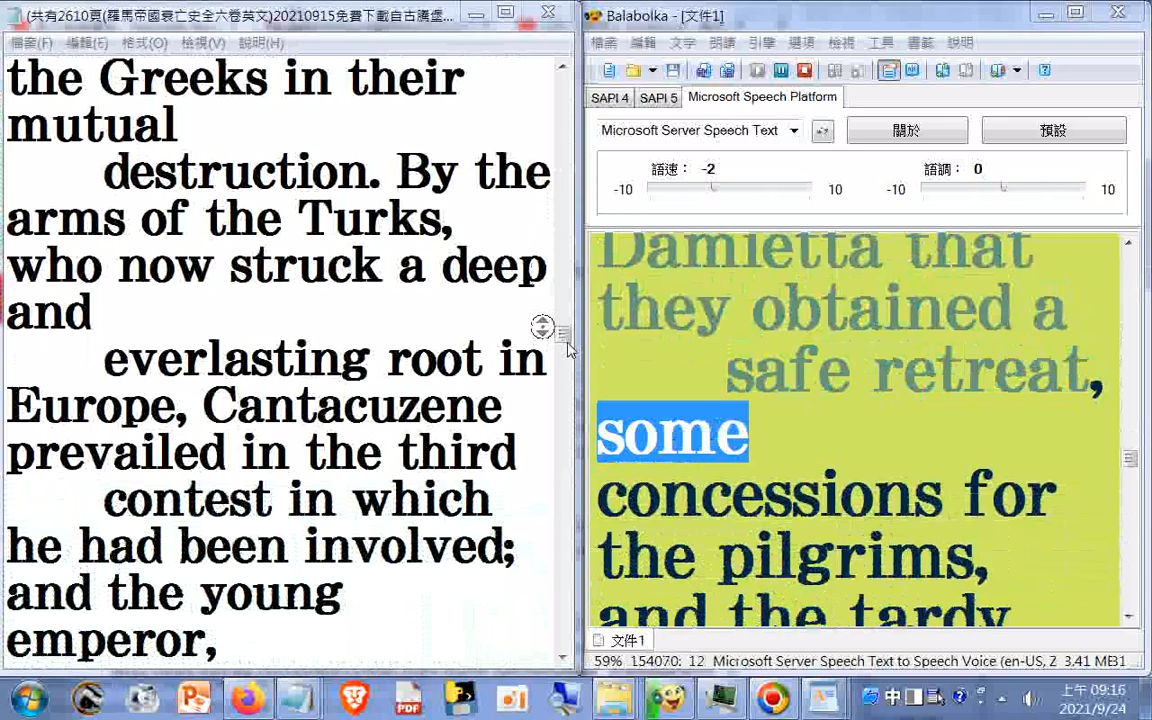 (共有2610頁(羅馬帝國衰亡史全六卷英文)20210915免費下載自古騰堡...
檔案(F) 編輯(E) 格式(O) 檢視(V) 說明(H)
the Greeks in their
mutual
destruction. By the
arms of the Turks,
who now struck a deep
and
everlasting root in
Europe, Cantacuzene
prevailed in the third
contest in which
he had been involved;
and the young
emperor,
Balabolka - [文件1]
檔案 編輯 文字 朗讀 引擎 選項 檢視 工具 書籤 說明
SAPI 4 SAPI 5 Microsoft Speech Platform
Microsoft Server Speech Text 關於 預設
語速: -2 語調: 0
-10 10 -10 10
Damietta that
they obtained a
safe retreat,
some
concessions for
the pilgrims,
and the tardy
文件1
59% 154070: 12 Microsoft Server Speech Text to Speech Voice (en-US, Z 3.41 MB1
中
上午 09:16
2021/9/24